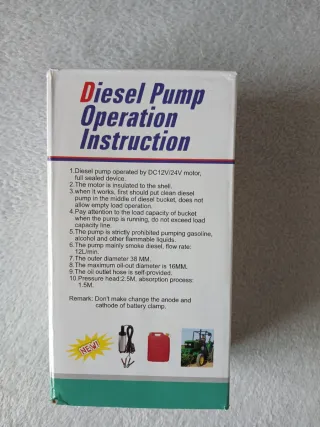 Diesel Pump
Operation
Instruction
1.Diesel pump operated by DC12V/24V motor,
full sealed device.
2.The motor is insulated to the shell.
3.when it works, first should put clean diesel
pump in the middle of diesel bucket, does not
allow empty load operation.
4.Pay attention to the load capacity of bucket
when the pump is running, do not exceed load
capacity line.
5.The pump is strictly prohibited pumping gasoline,
alcohol and other flammable liquids.
6.The pump mainly smoke diesel, flow rate:
12L/min.
7.The outer diameter 38 MM.
8.The maximum oil-out diameter is 16MM.
9.The oil outlet hose is self-provided.
10.Pressure head:2.5M, absorption process:
1.5M.
Remark: Don't make change the anode and
cathode of battery clamp.
NEW!